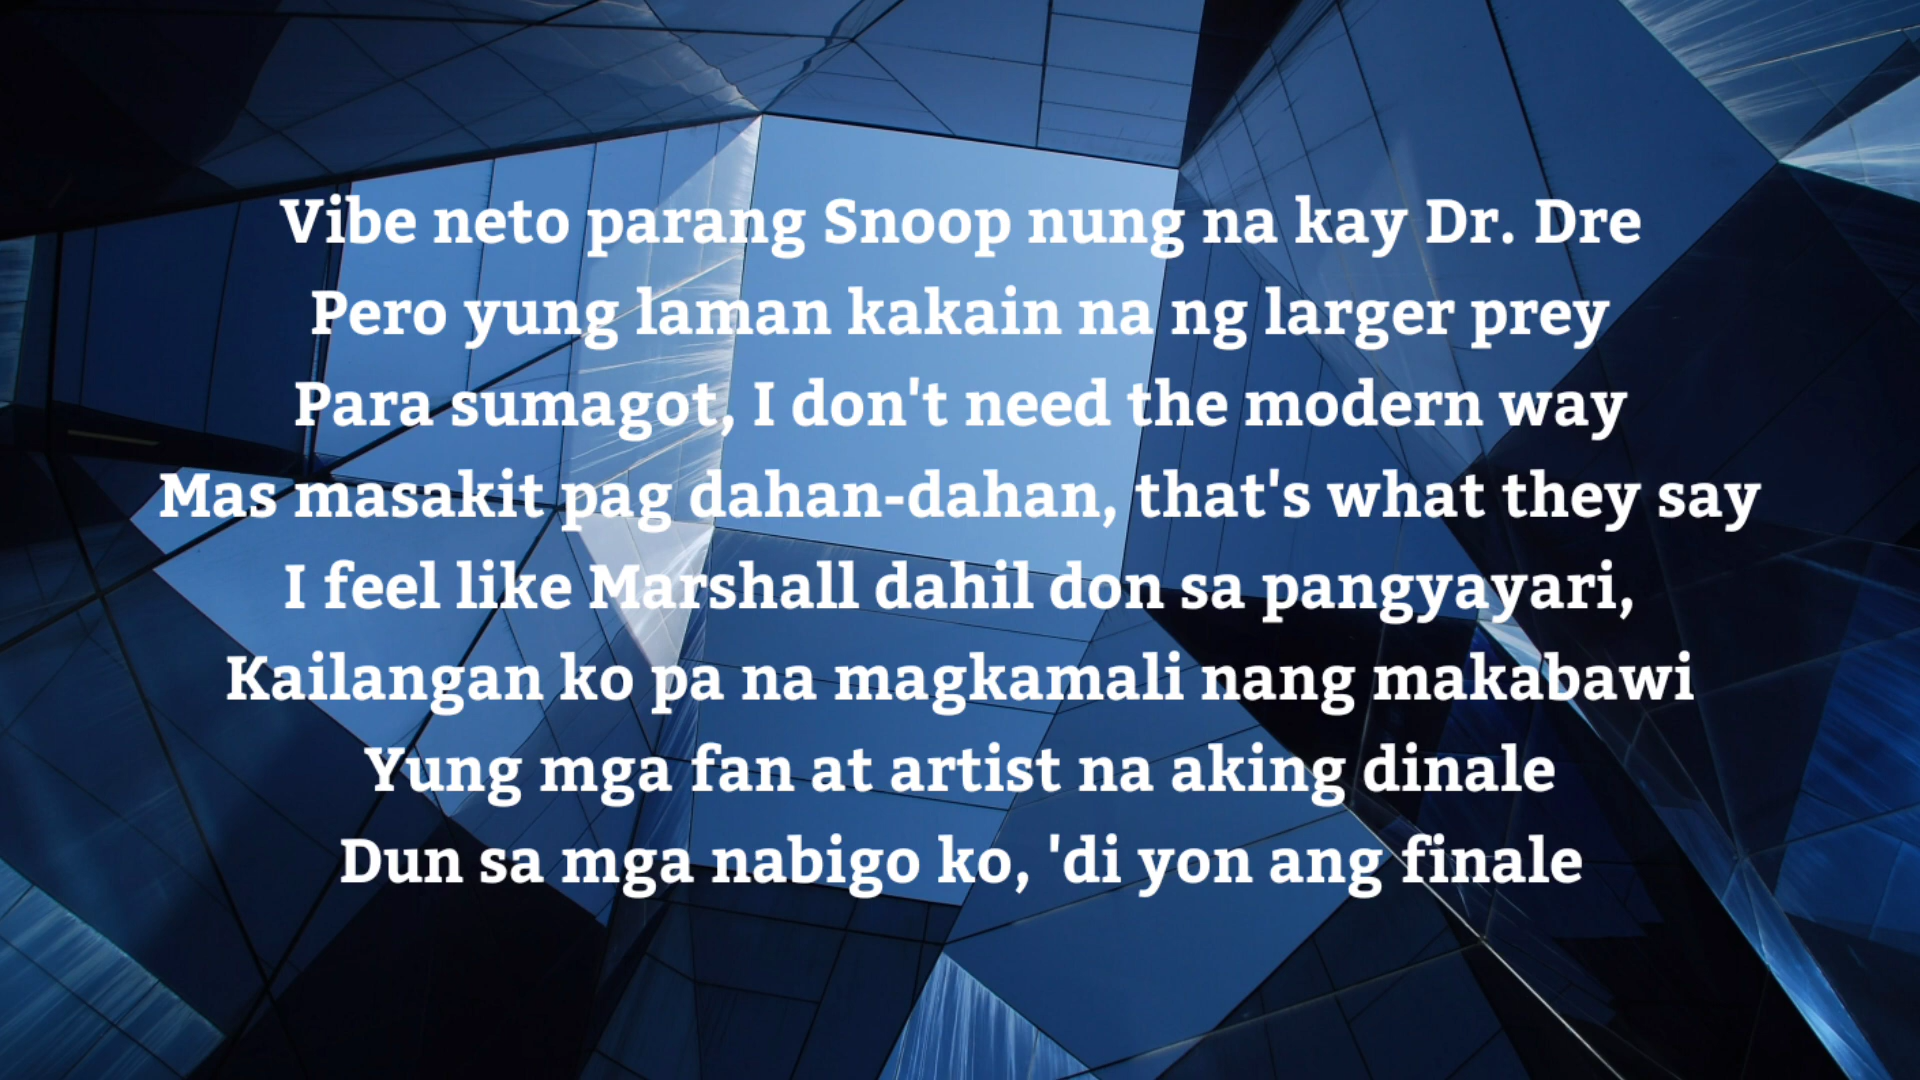 Vibe neto parang Snoop nung na kay Dr. Dre
Pero yung laman kakain na ng larger prey
Para sumagot, I don't need the modern way
Mas masakit pag dahan-dahan, that's what they say
I feel like Marshall dahil don sa pangyayari,
Kailangan ko pa na magkamali nang makabawi
Yung mga fan at artist na aking dinale
Dun sa mga nabigo ko, 'di yon ang finale